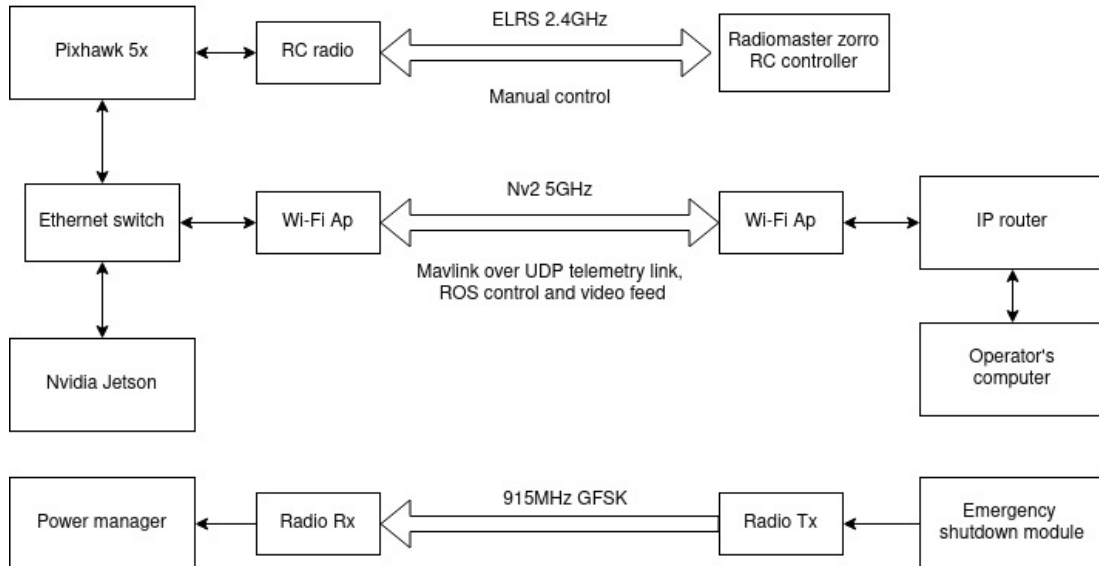 ELRS 2.4GHz
Pixhawk 5x
RC radio
Radiomaster zorro
RC controller
Manual control
Nv2 5GHz
Ethernet switch
Wi-Fi Ap
Wi-Fi Ap
IP router
Mavlink over UDP telemetry link,
ROS control and video feed
Nvidia Jetson
Operator's
computer
915MHz GFSK
Power manager
Radio Rx
Radio Tx
Emergency
shutdown module